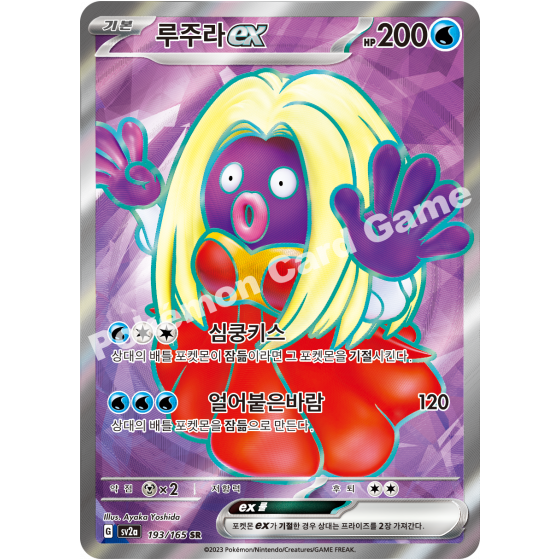 기본 루주라ex HP 200
Pokémon Card Game
심쿵키스
상대의 배틀 포켓몬이 잠듦이라면 그 포켓몬을 기절시킨다.
얼어붙은바람 120
상대의 배틀 포켓몬을 잠듦으로 만든다.
약점 ×2 저항력 후퇴
Illus. Ayaka Yoshida
G sv2a 193/165 SR
ex 룰
포켓몬 ex가 기절한 경우 상대는 프라이즈를 2장 가져간다.
©2023 Pokémon/Nintendo/Creatures/GAME FREAK.